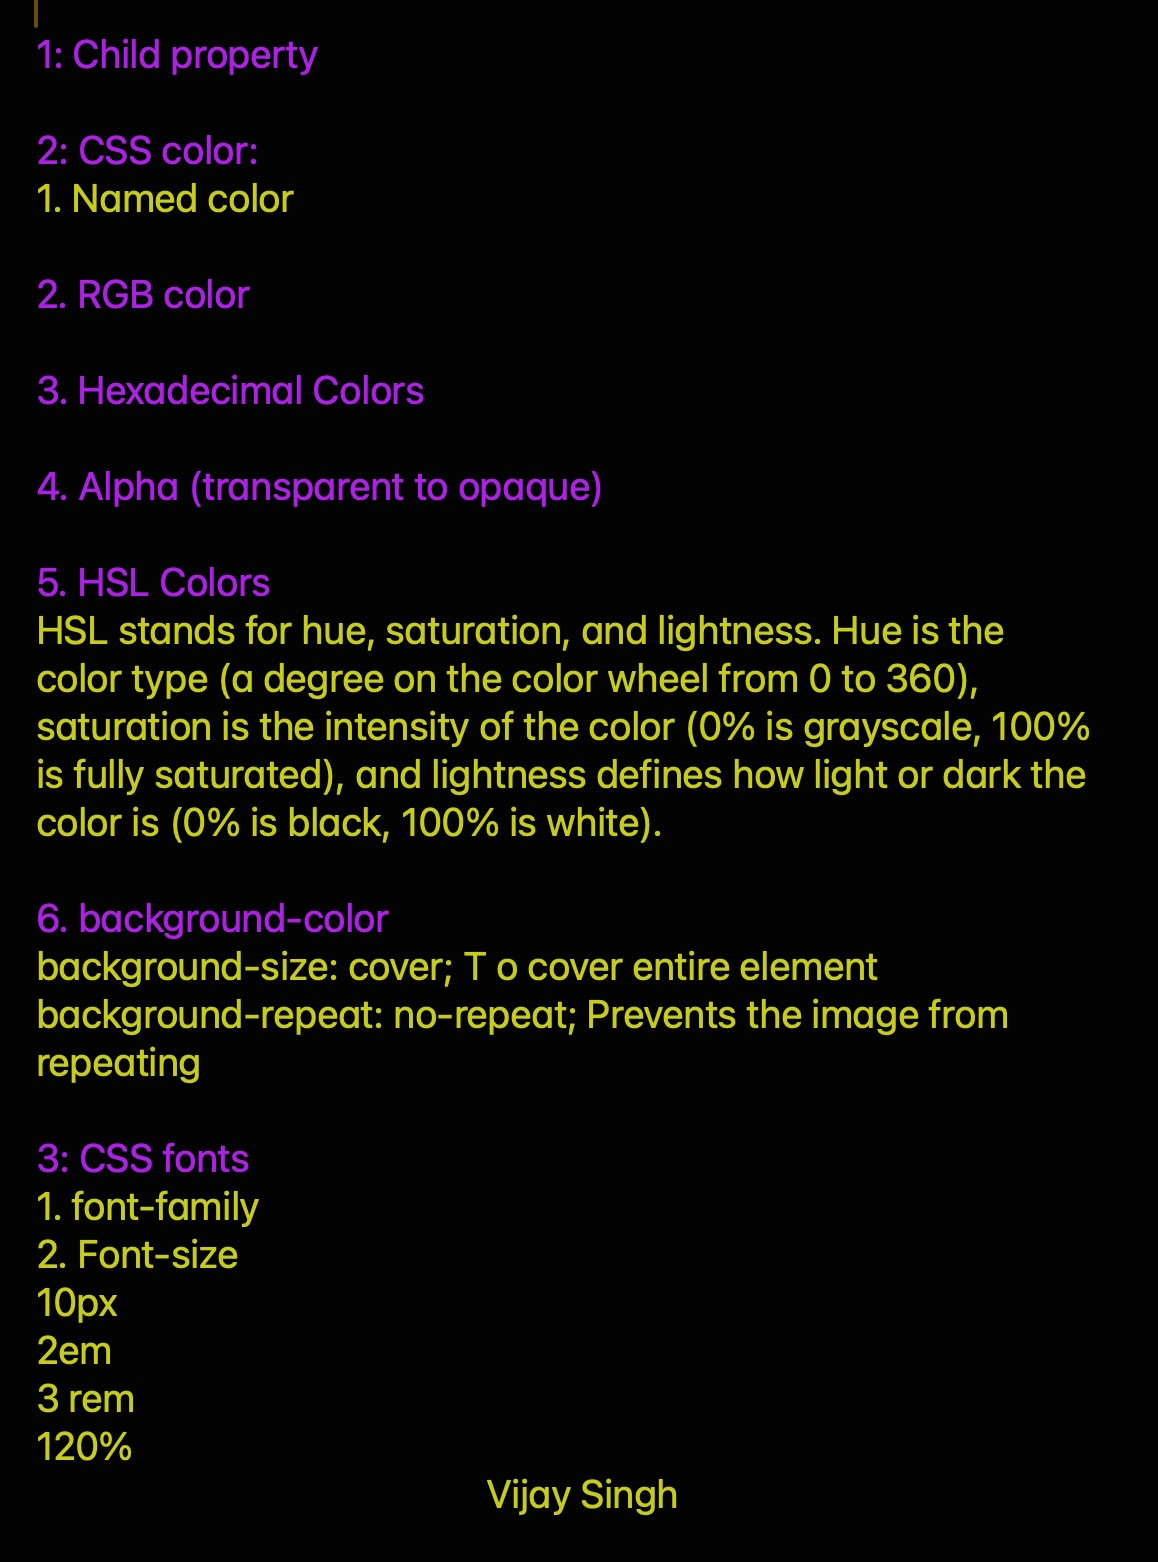 1: Child property
2: CSS color:
1. Named color
2. RGB color
3. Hexadecimal Colors
4. Alpha (transparent to opaque)
5. HSL Colors
HSL stands for hue, saturation, and lightness. Hue is the
color type (a degree on the color wheel from 0 to 360),
saturation is the intensity of the color (0% is grayscale, 100%
is fully saturated), and lightness defines how light or dark the
color is (0% is black, 100% is white).
6. background-color
background-size: cover; T o cover entire element
background-repeat: no-repeat; Prevents the image from
repeating
3: CSS fonts
1. font-family
2. Font-size
10px
2em
3 rem
120%
Vijay Singh